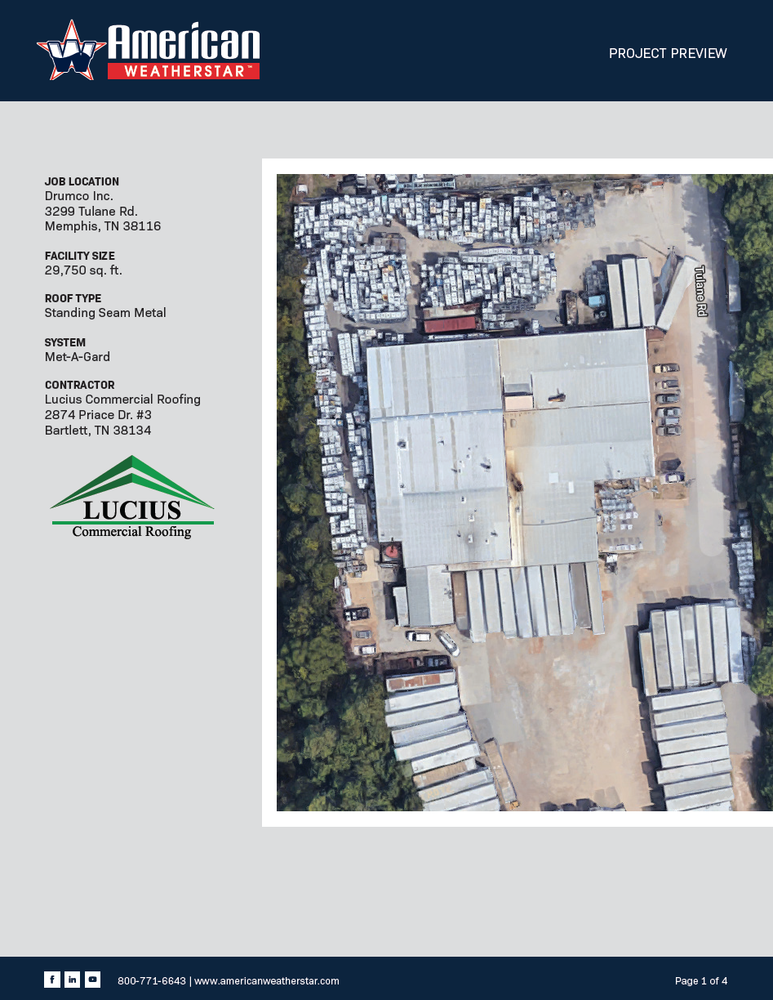 American
WEATHERSTAR™
PROJECT PREVIEW
JOB LOCATION
Drumco Inc.
3299 Tulane Rd.
Memphis, TN 38116
FACILITY SIZE
29,750 sq. ft.
ROOF TYPE
Standing Seam Metal
SYSTEM
Met-A-Gard
CONTRACTOR
Lucius Commercial Roofing
2874 Priace Dr. #3
Bartlett, TN 38134
LUCIUS
Commercial Roofing
Tulane Rd
800-771-6643 | www.americanweatherstar.com
Page 1 of 4